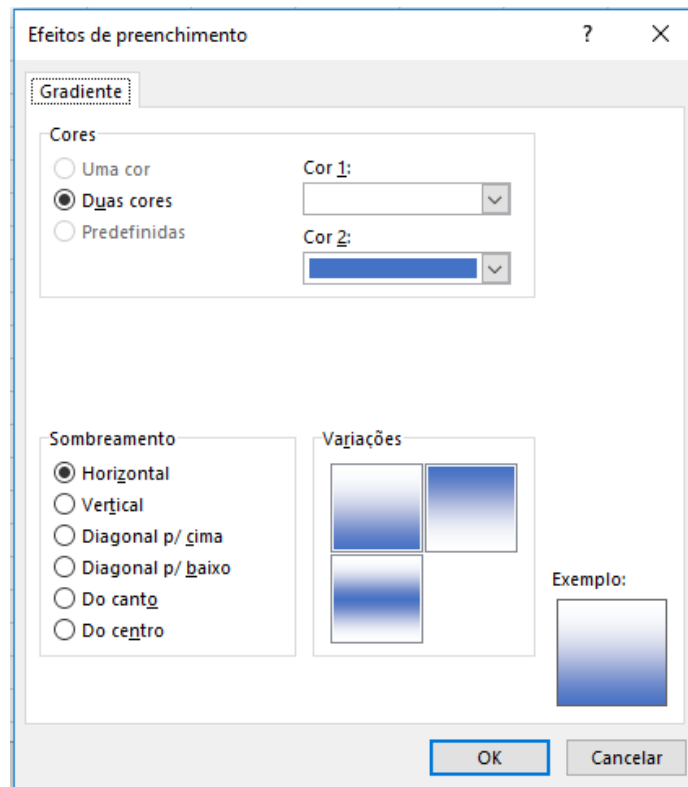 Efeitos de preenchimento
Gradiente
Cores
Uma cor
Duas cores
Predefinidas
Cor 1:
Cor 2:
Sombreamento
Horizontal
Vertical
Diagonal p/ cima
Diagonal p/ baixo
Do canto
Do centro
Variações
Exemplo:
OK
Cancelar